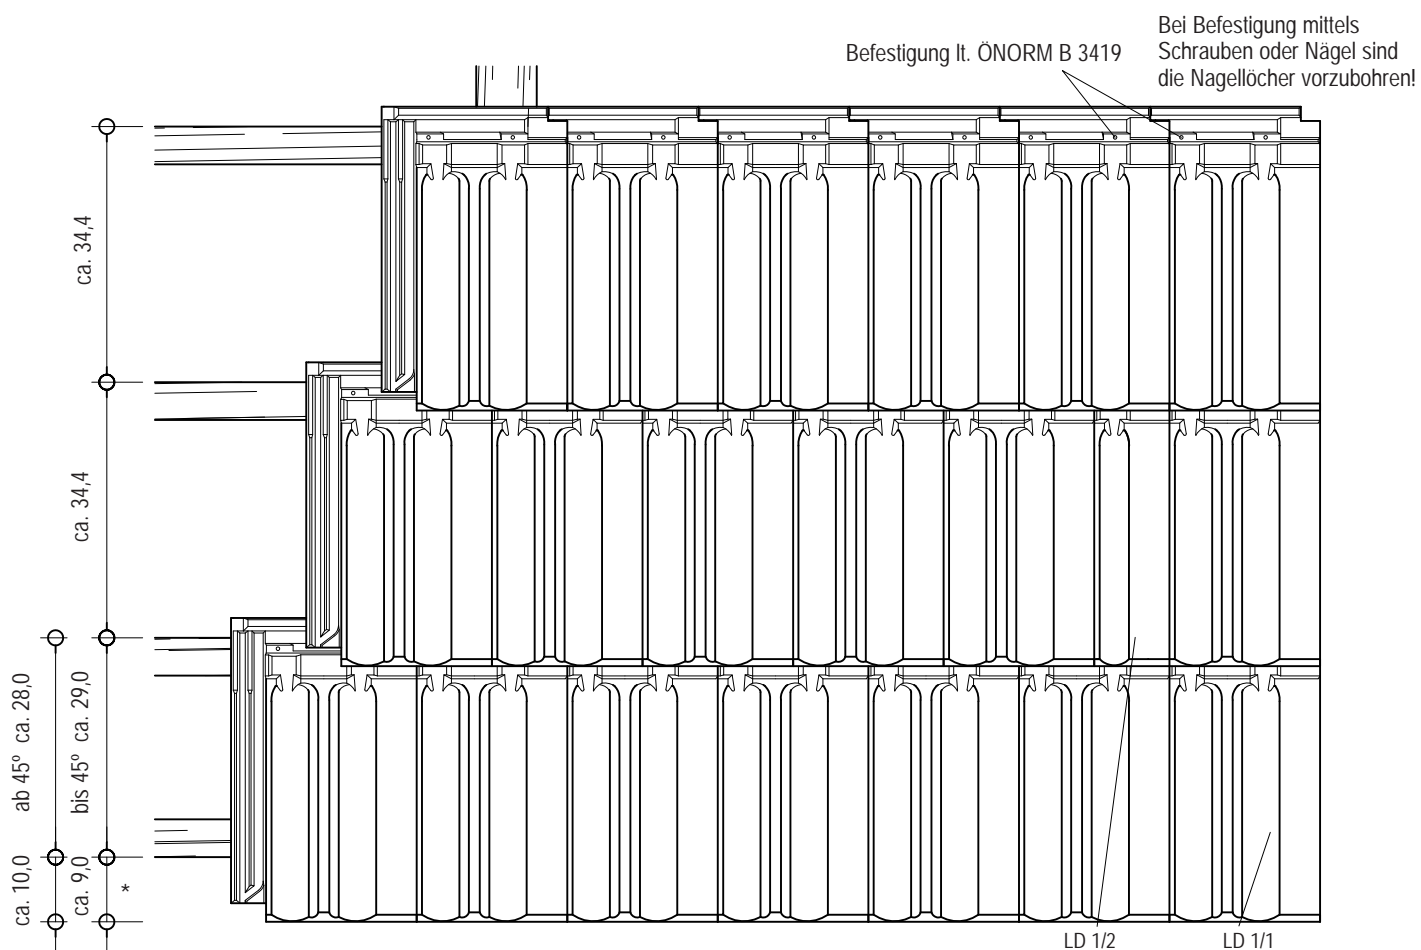 Bei Befestigung mittels
Schrauben oder Nägel sind
die Nagellöcher vorzubohren!
Befestigung lt. ÖNORM B 3419
ca. 34,4
ca. 34,4
ab 45º ca. 28,0
bis 45º ca. 29,0
ca. 10,0
ca. 9,0
*
LD 1/2
LD 1/1